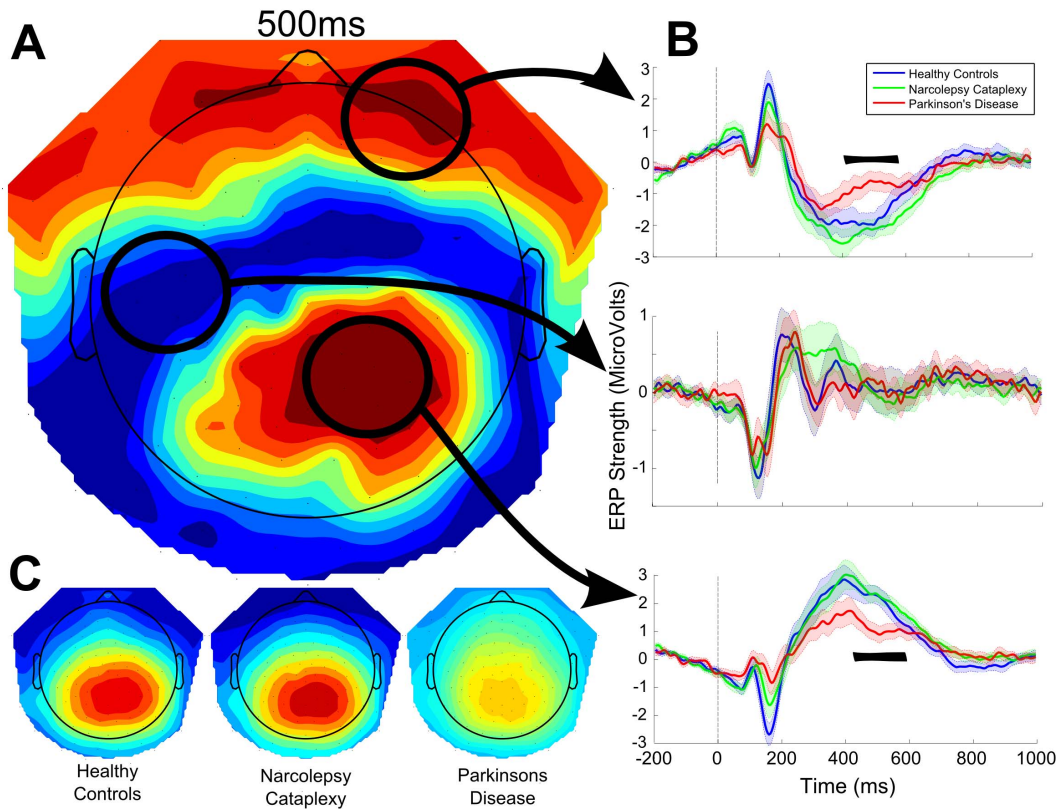 A
500ms
B
Healthy Controls
Narcolepsy Cataplexy
Parkinson's Disease
3
2
1
0
-1
-2
-3
ERP Strength (MicroVolts)
1
0
-1
3
2
1
0
-1
-2
-3
-200
0
200
400
600
800
1000
Time (ms)
C
Healthy
Controls
Narcolepsy
Cataplexy
Parkinsons
Disease